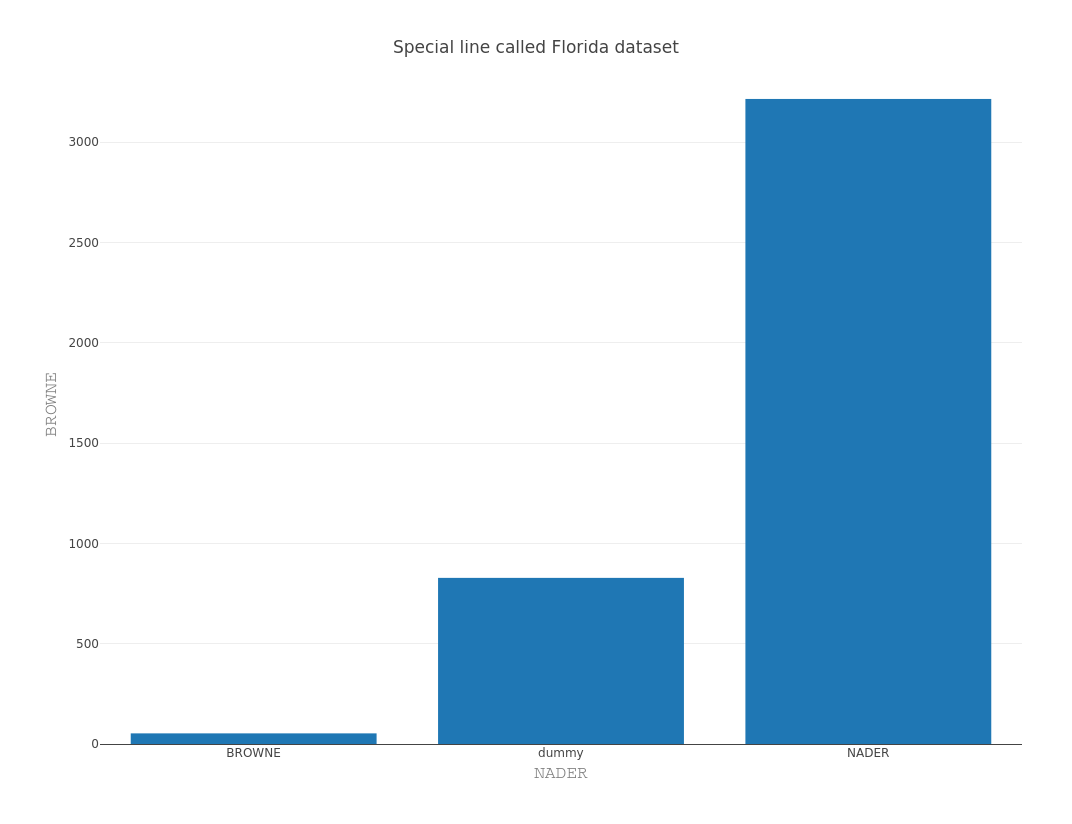 Special line called Florida dataset
3000
2500
2000
1500
1000
500
0
BROWNE
BROWNE
dummy
NADER
NADER